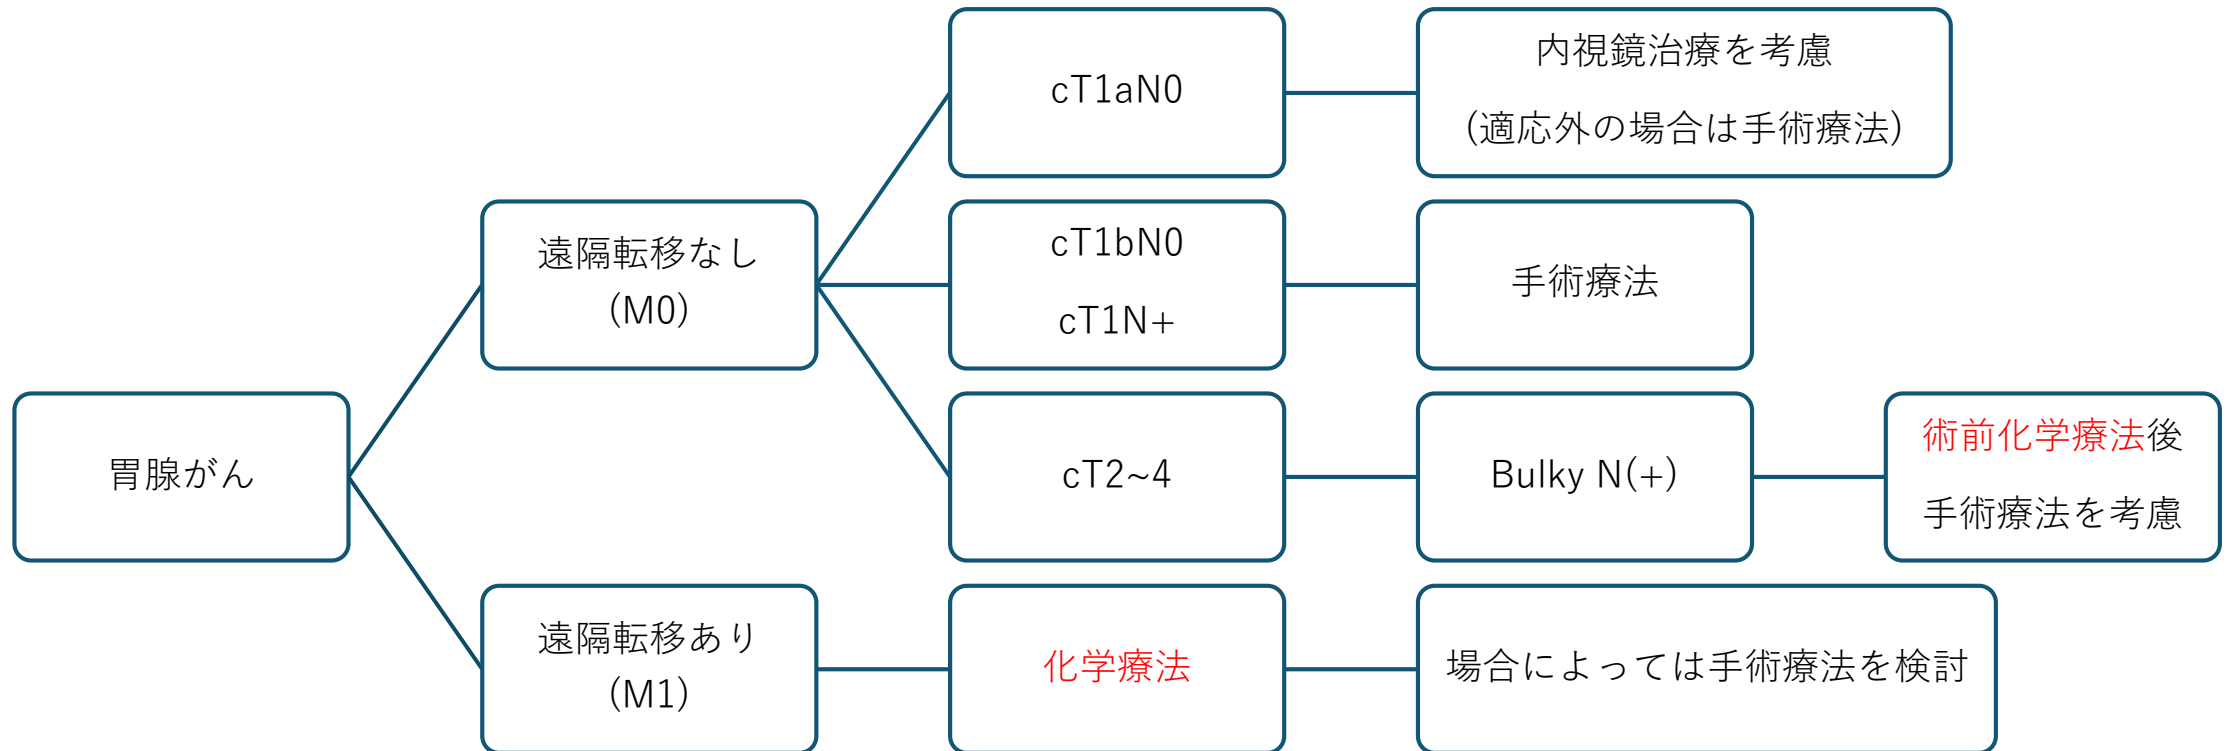 胃腺がん
遠隔転移なし
(M0)
cT1aN0
内視鏡治療を考慮
(適応外の場合は手術療法)
cT1bN0
cT1N+
手術療法
cT2~4
Bulky N(+)
術前化学療法後
手術療法を考慮
遠隔転移あり
(M1)
化学療法
場合によっては手術療法を検討